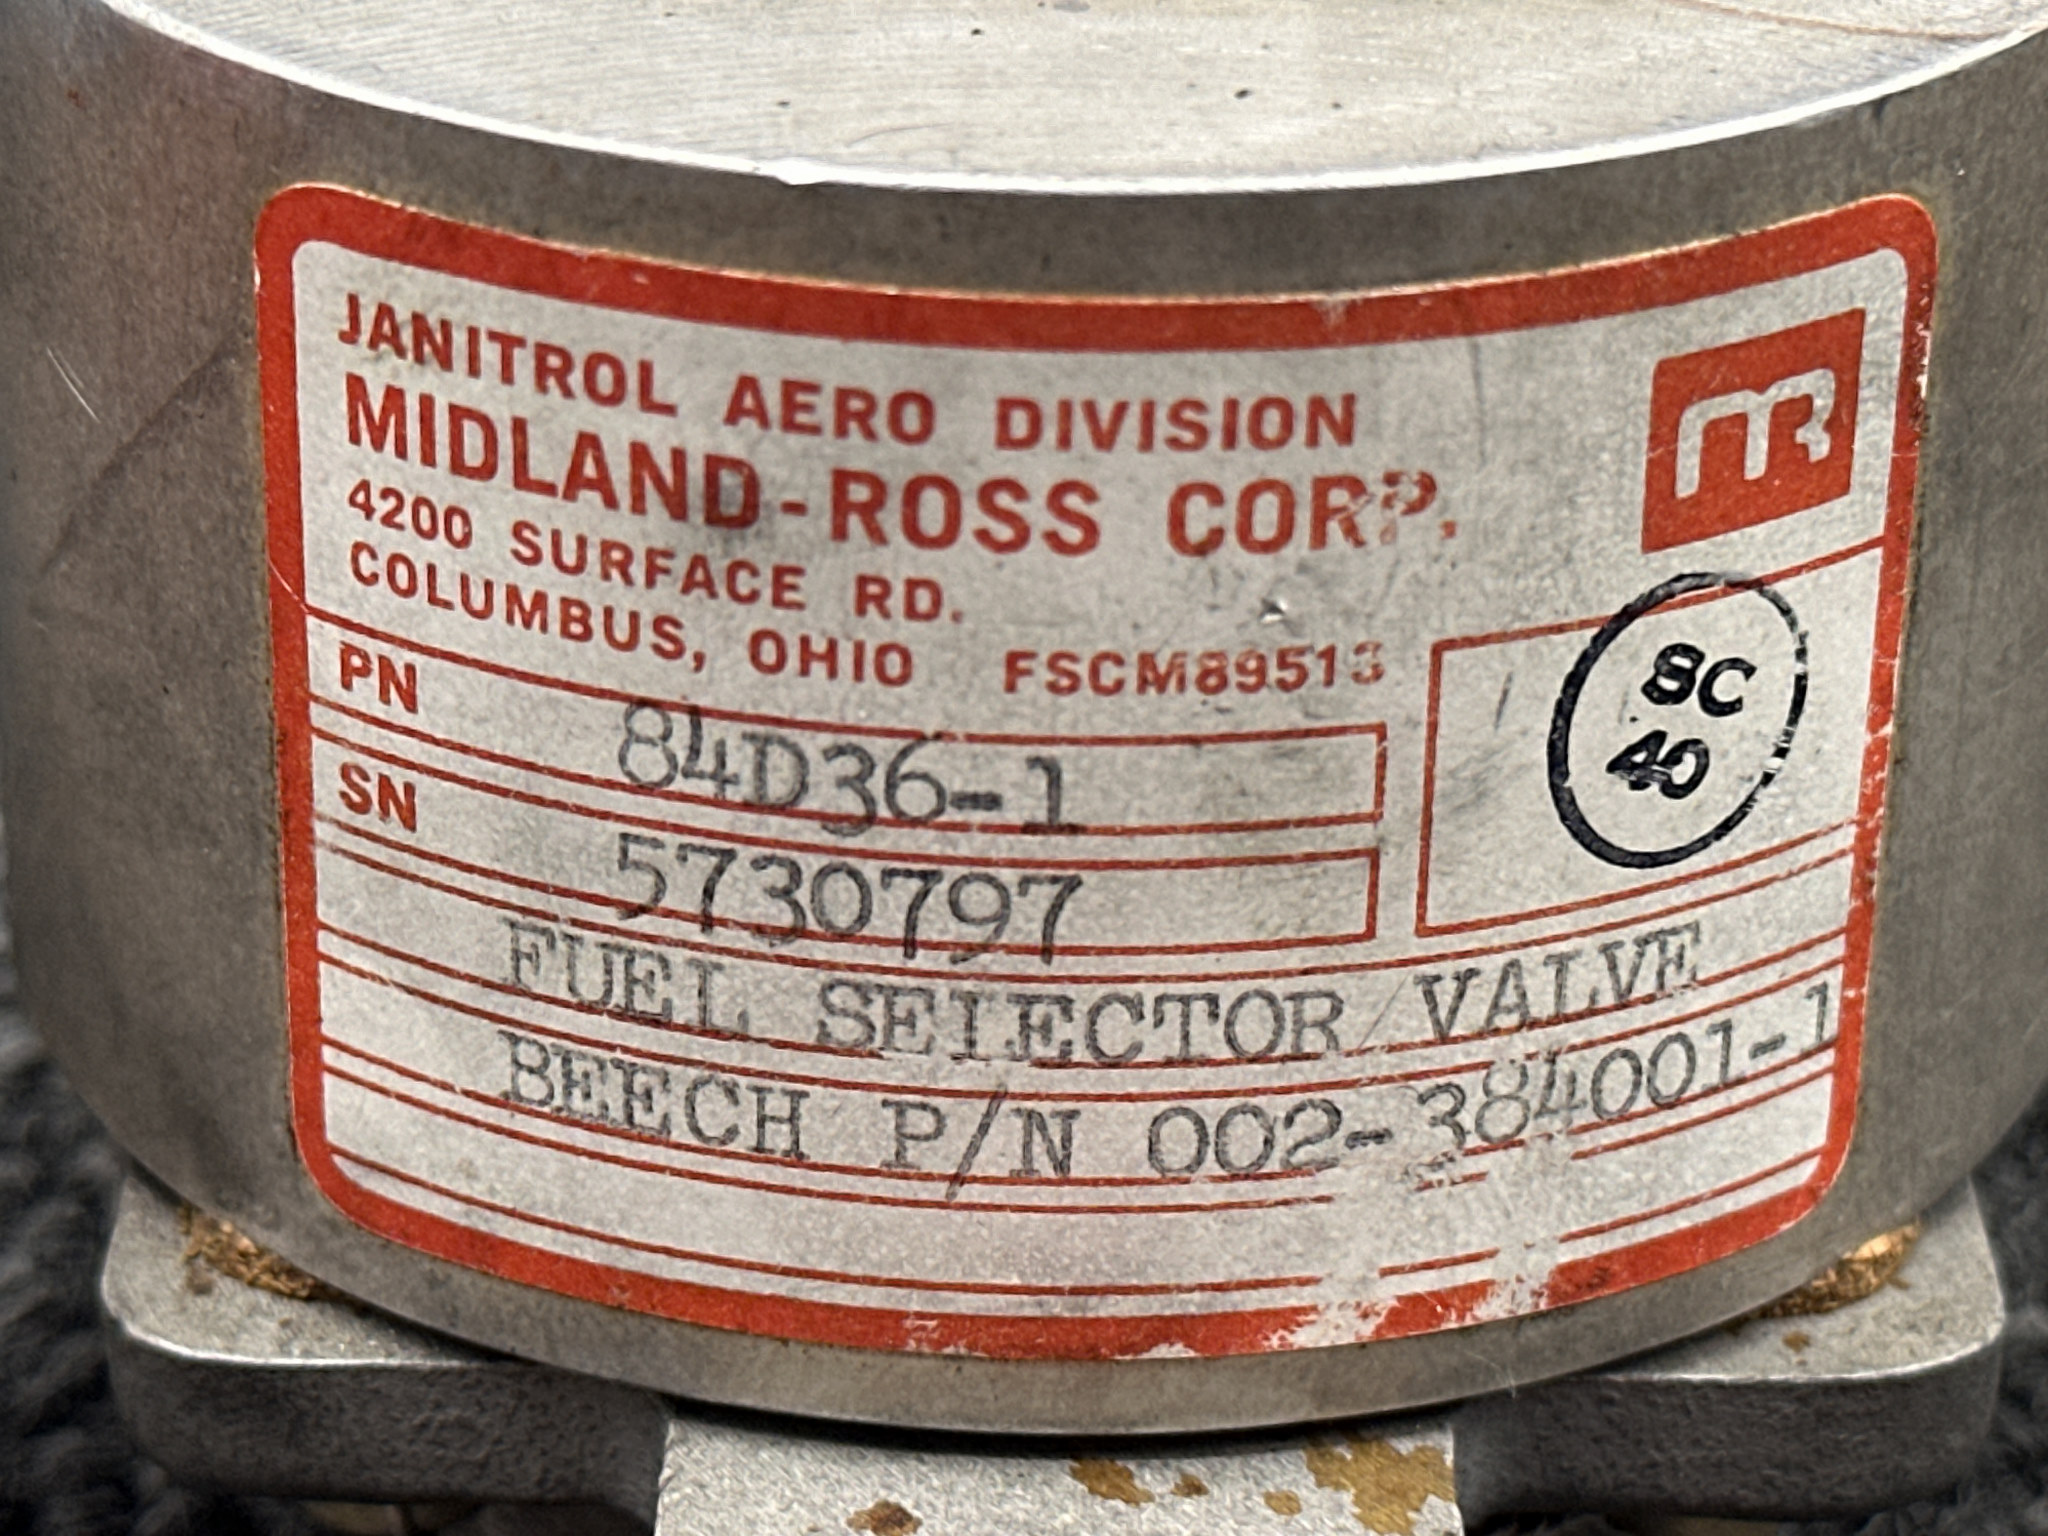 JANITROL AERO DIVISION
MIDLAND-ROSS CORP.
4200 SURFACE RD.
COLUMBUS, OHIO FSCM89513
PN 84D36-1
SN 5730797
8C
40
FUEL SELECTOR VALVE
BEECH P/N 002-384001-1